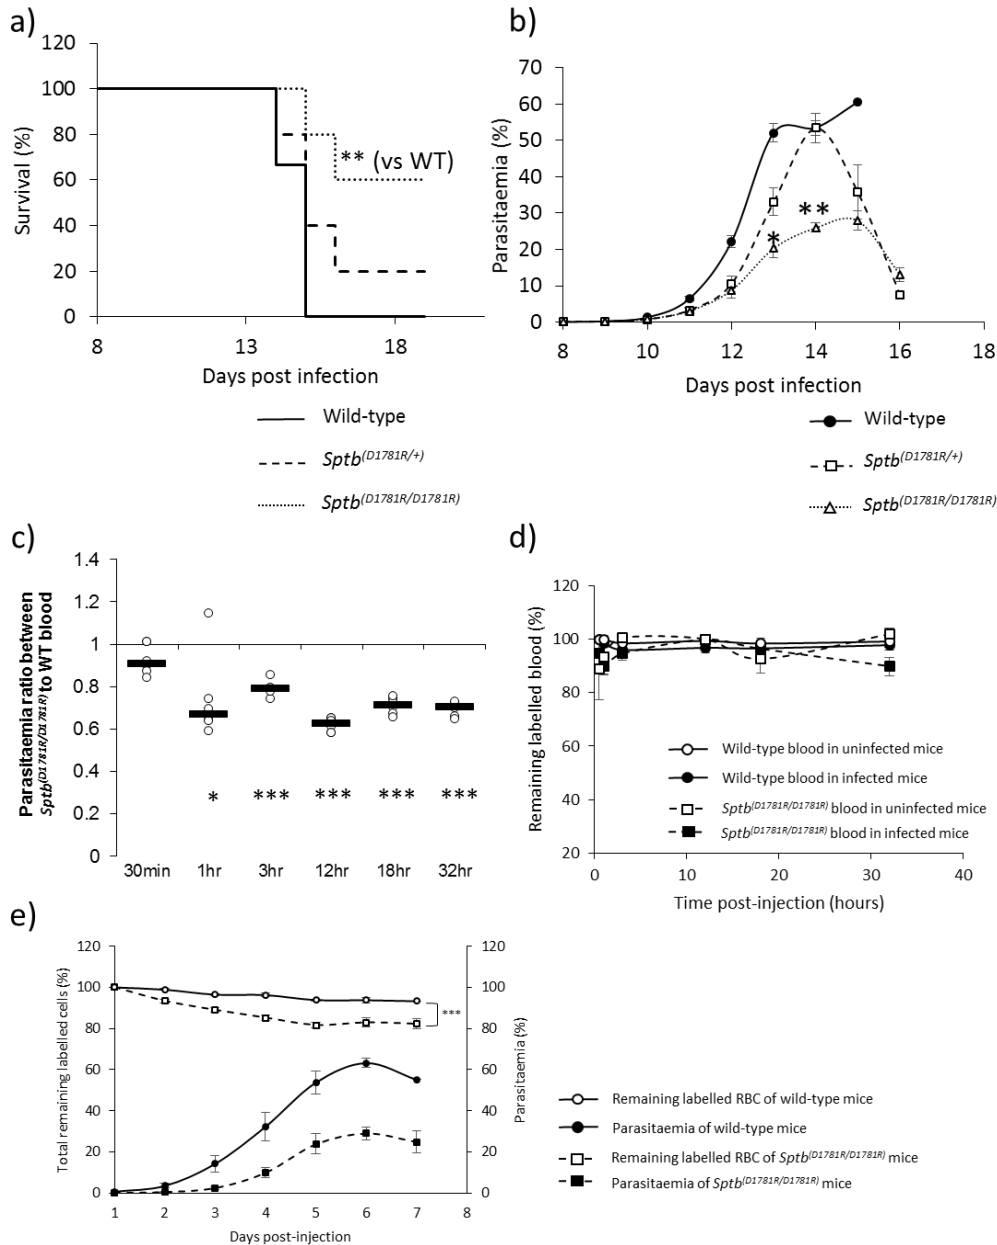 a)
120
100
80
60
40
20
0
Survival (%)
** (vs WT)
8
13
18
Days post infection
Wild-type
Sptb(D1781R/+)
Sptb(D1781R/D1781R)
b)
70
60
50
40
30
20
10
0
Parasitaemia (%)
*
**
8
10
12
14
16
18
Days post infection
Wild-type
Sptb(D1781R/+)
Sptb(D1781R/D1781R)
c)
1.4
1.2
1
0.8
0.6
0.4
0.2
0
Parasitaemia ratio between
Sptb(D1781R/D1781R) to WT blood
* *** *** *** ***
30min 1hr 3hr 12hr 18hr 32hr
d)
120
100
80
60
40
20
Remaining labelled blood (%)
Wild-type blood in uninfected mice
Wild-type blood in infected mice
Sptb(D1781R/D1781R) blood in uninfected mice
Sptb(D1781R/D1781R) blood in infected mice
0
10
20
30
40
Time post-injection (hours)
e)
120
100
80
60
40
20
0
Total remaining labelled cells (%)
***
120
100
80
60
40
20
0
Parasitaemia (%)
1
2
3
4
5
6
7
8
Days post-injection
Remaining labelled RBC of wild-type mice
Parasitaemia of wild-type mice
Remaining labelled RBC of Sptb(D1781R/D1781R) mice
Parasitaemia of Sptb(D1781R/D1781R) mice